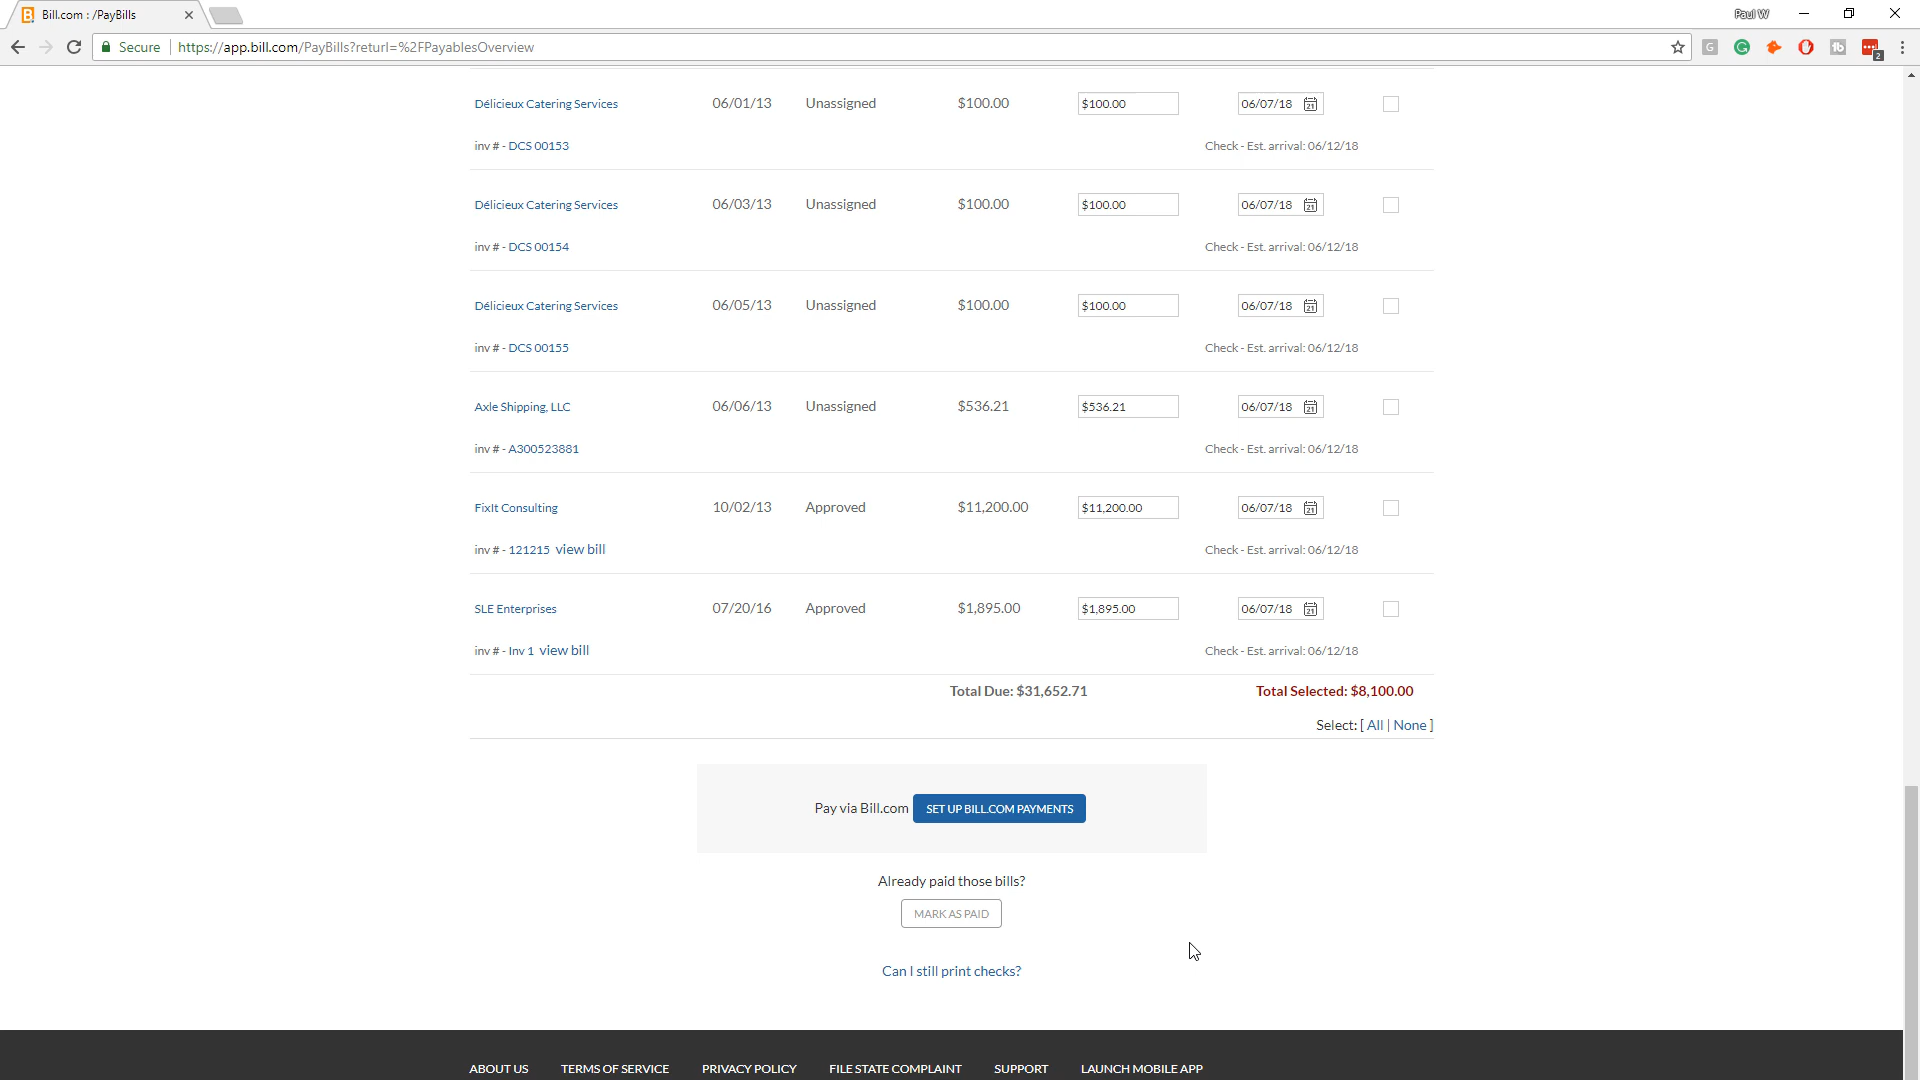 Bill.com : /PayBills
Paul W
Secure
https://app.bill.com/PayBills?returl=%2FPayablesOverview
2
Délicieux Catering Services 06/01/13 Unassigned $100.00 $100.00 06/07/18
inv # - DCS 00153 Check - Est. arrival: 06/12/18
Délicieux Catering Services 06/03/13 Unassigned $100.00 $100.00 06/07/18
inv # - DCS 00154 Check - Est. arrival: 06/12/18
Délicieux Catering Services 06/05/13 Unassigned $100.00 $100.00 06/07/18
inv # - DCS 00155 Check - Est. arrival: 06/12/18
Axle Shipping, LLC 06/06/13 Unassigned $536.21 $536.21 06/07/18
inv # - A300523881 Check - Est. arrival: 06/12/18
FixIt Consulting 10/02/13 Approved $11,200.00 $11,200.00 06/07/18
inv # - 121215 view bill Check - Est. arrival: 06/12/18
SLE Enterprises 07/20/16 Approved $1,895.00 $1,895.00 06/07/18
inv # - Inv 1 view bill Check - Est. arrival: 06/12/18
Total Due: $31,652.71 Total Selected: $8,100.00
Select: [ All | None ]
Pay via Bill.com SET UP BILL.COM PAYMENTS
Already paid those bills?
MARK AS PAID
Can I still print checks?
ABOUT US TERMS OF SERVICE PRIVACY POLICY FILE STATE COMPLAINT SUPPORT LAUNCH MOBILE APP